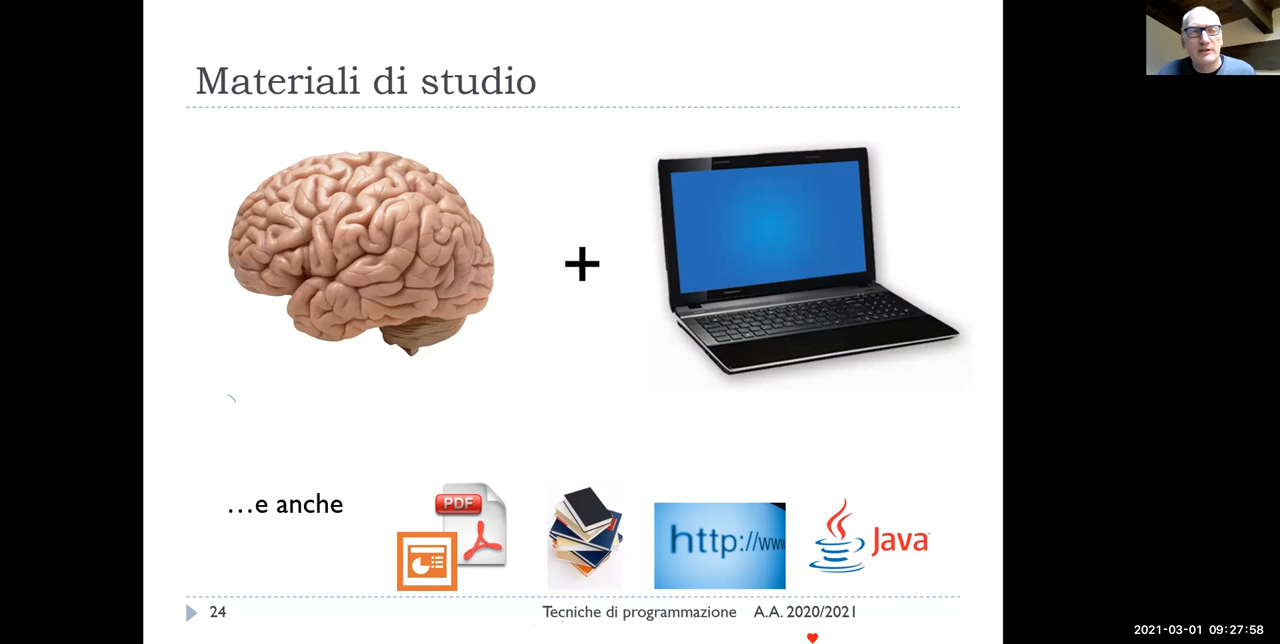 Materiali di studio
+
...e anche
PDF
http://www
Java
24
Tecniche di programmazione A.A. 2020/2021
2021-03-01 09:27:58